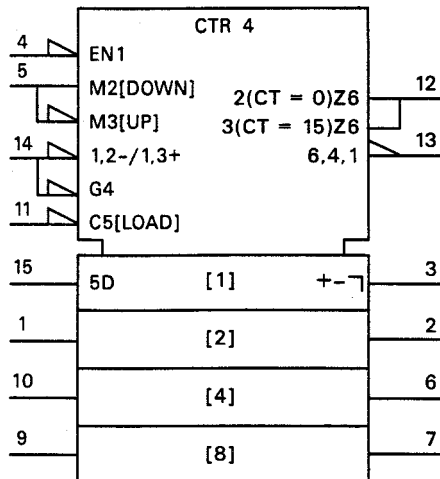 CTR 4
4 EN1
5 M2[DOWN] 2(CT = 0)Z6 12
M3[UP] 3(CT = 15)Z6
14 1,2-/1,3+ 6,4,1 13
G4
11 C5[LOAD]
15 5D [1] +- 3
1 [2] 2
10 [4] 6
9 [8] 7